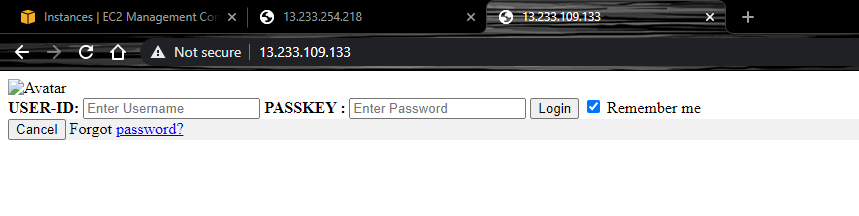 Instances | EC2 Management Cor
13.233.254.218
13.233.109.133
Not secure
13.233.109.133
Avatar
USER-ID: Enter Username PASSKEY : Enter Password Login Remember me
Cancel Forgot password?